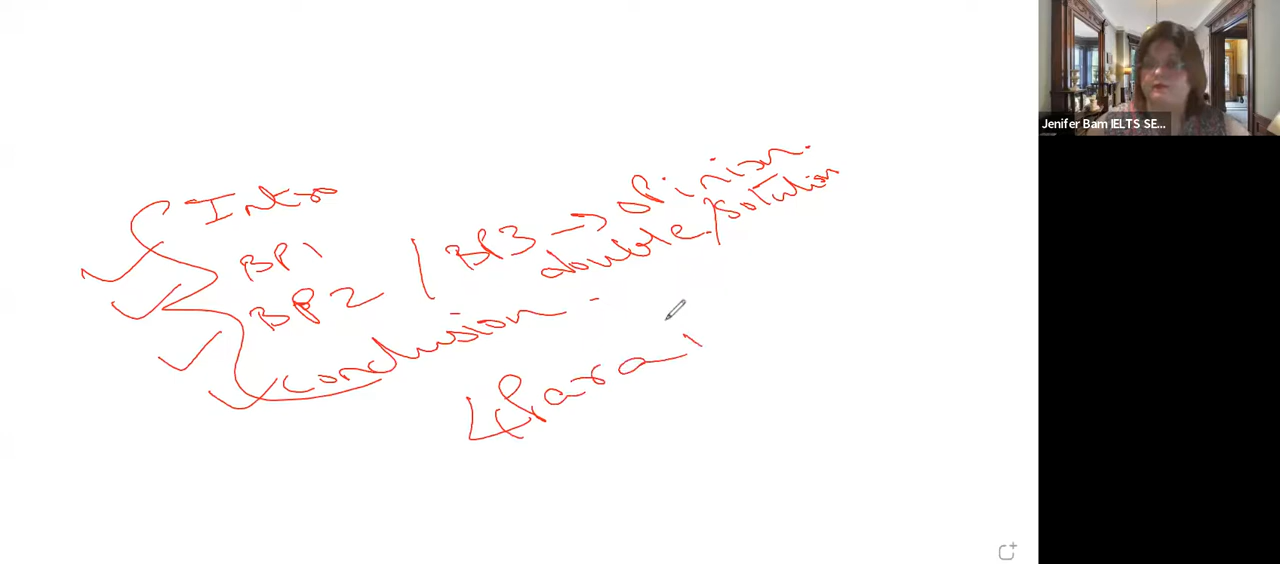 Intro
BP1
BP2 / BP3 → opinion.
double/solution
conclusion.
4 Para
Jenifer Bam IELTS SE...